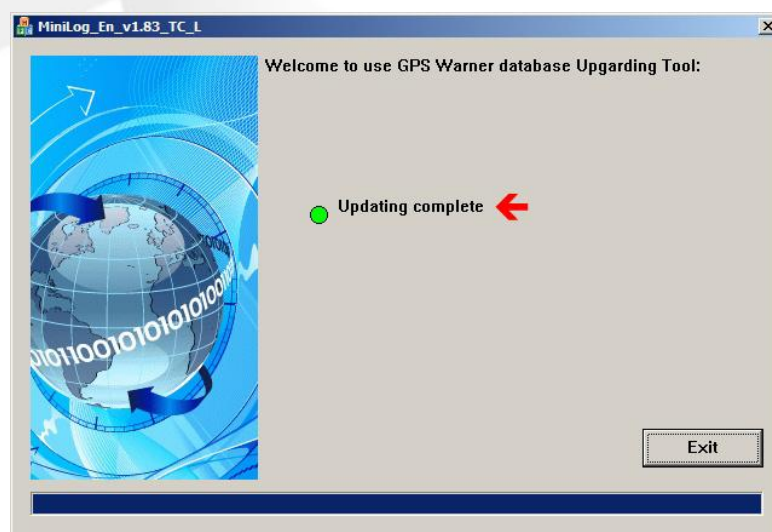 MiniLog_En_v1.83_TC_L
Welcome to use GPS Warner database Upgarding Tool:
Updating complete
Exit